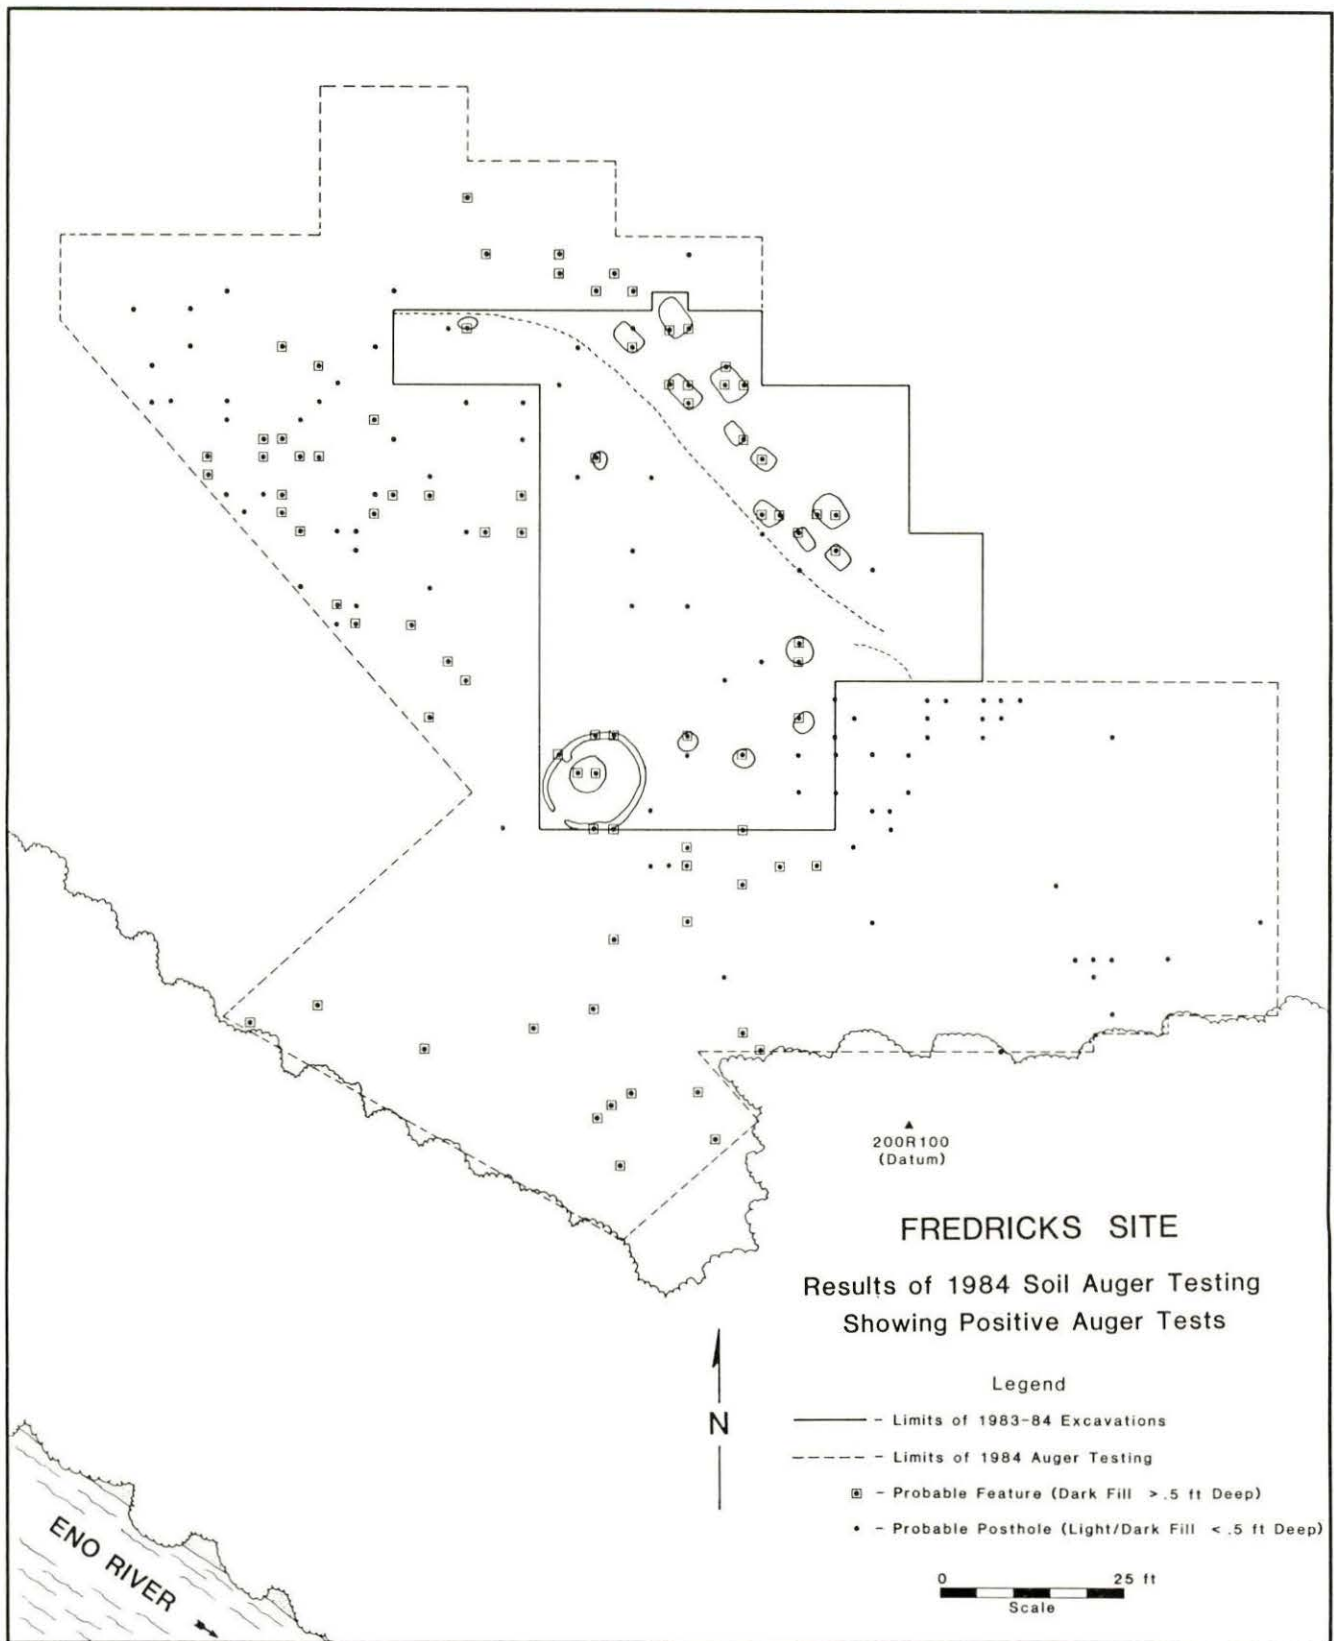 200R100
(Datum)
FREDRICKS SITE
Results of 1984 Soil Auger Testing
Showing Positive Auger Tests
Legend
N
- Limits of 1983-84 Excavations
- Limits of 1984 Auger Testing
- Probable Feature (Dark Fill > .5 ft Deep)
- Probable Posthole (Light/Dark Fill < .5 ft Deep)
ENO RIVER
0 25 ft
Scale